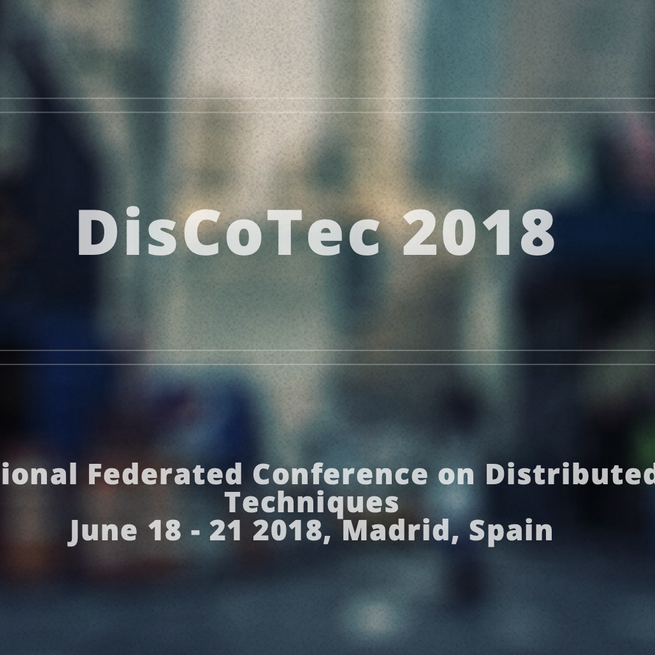 DisCoTec 2018
ional Federated Conference on Distributed
Techniques
June 18 - 21 2018, Madrid, Spain